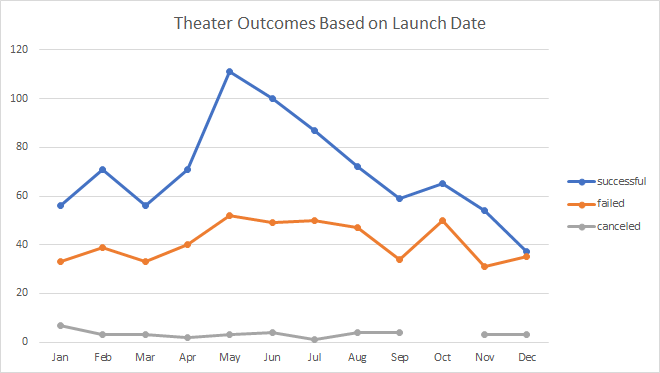 Theater Outcomes Based on Launch Date
120
100
80
60
40
20
0
Jan Feb Mar Apr May Jun Jul Aug Sep Oct Nov Dec
successful
failed
canceled